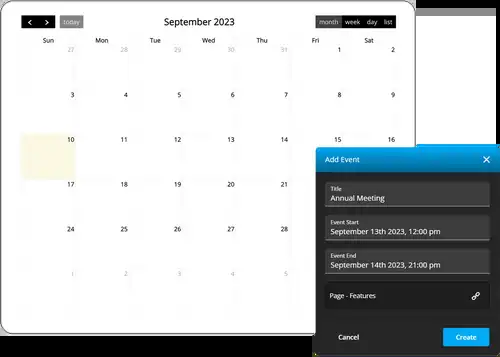 today
September 2023
month week day list
Sun Mon Tue Wed Thu Fri Sat
27 28 29 30 31 1 2
3 4 5 6 7 8 9
10 11 12 13 14 15 16
17 18 19 20 21
24 25 26 27 28
1 2 3 4 5
Add Event
Title
Annual Meeting
Event Start
September 13th 2023, 12:00 pm
Event End
September 14th 2023, 21:00 pm
Page - Features
Cancel Create